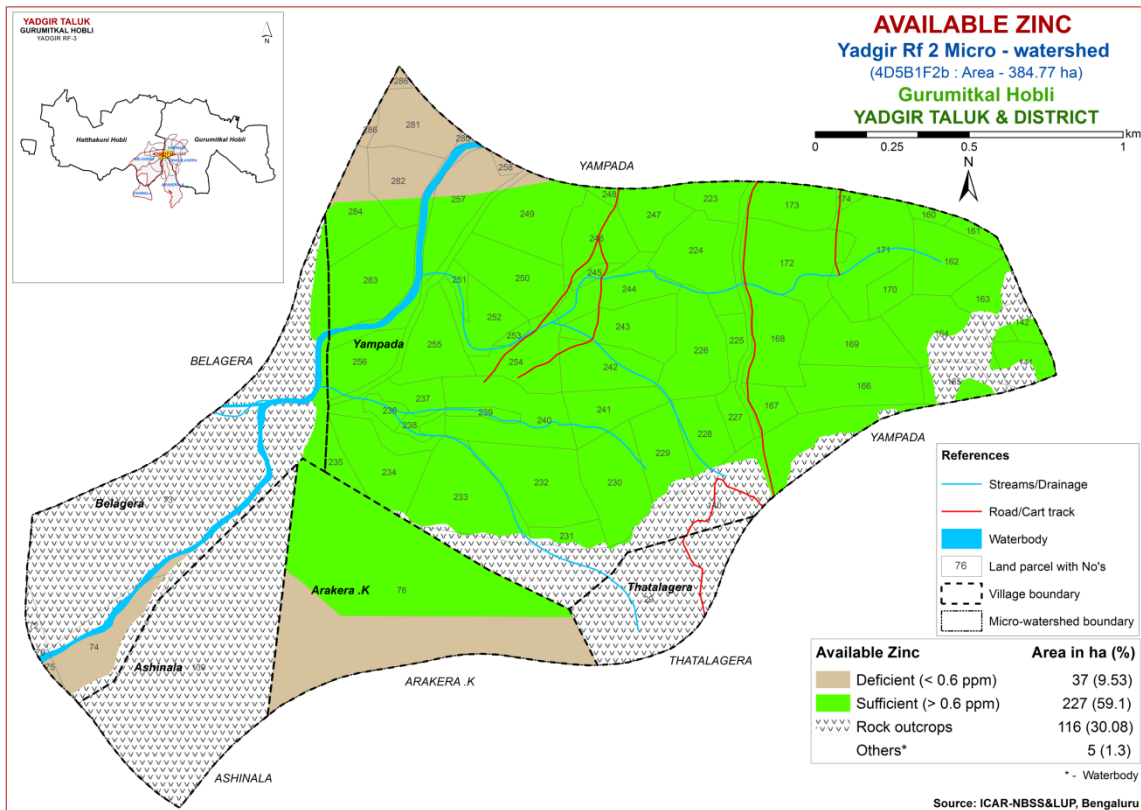 YADGIR TALUK
GURUMITKAL HOBLI
YADGIR RF-3
N
Hatthakuni Hobli
Gurumitkal Hobli
AVAILABLE ZINC
Yadgir Rf 2 Micro - watershed
(4D5B1F2b : Area - 384.77 ha)
Gurumitkal Hobli
YADGIR TALUK & DISTRICT
km
0 0.25 0.5 1
N
YAMPADA
286
281
286
280
282
258
257
284
249
248
247
223
173
174
160
161
246
224
172
171
162
283
251
250
245
244
170
163
252
253
243
256
Yampada
255
254
242
226
225
168
169
164
142
141
BELAGERA
166
165
237
236
238
239
240
241
227
167
228
YAMPADA
235
234
233
232
229
230
231
Belagera
73
Arakera .K
76
Thatalagera
29
74
75
Ashinala
THATALAGERA
ARAKERA .K
ASHINALA
References
Streams/Drainage
Road/Cart track
Waterbody
76 Land parcel with No's
Village boundary
Micro-watershed boundary
Available Zinc Area in ha (%)
Deficient (< 0.6 ppm) 37 (9.53)
Sufficient (> 0.6 ppm) 227 (59.1)
Rock outcrops 116 (30.08)
Others* 5 (1.3)
* - Waterbody
Source: ICAR-NBSS&LUP, Bengaluru